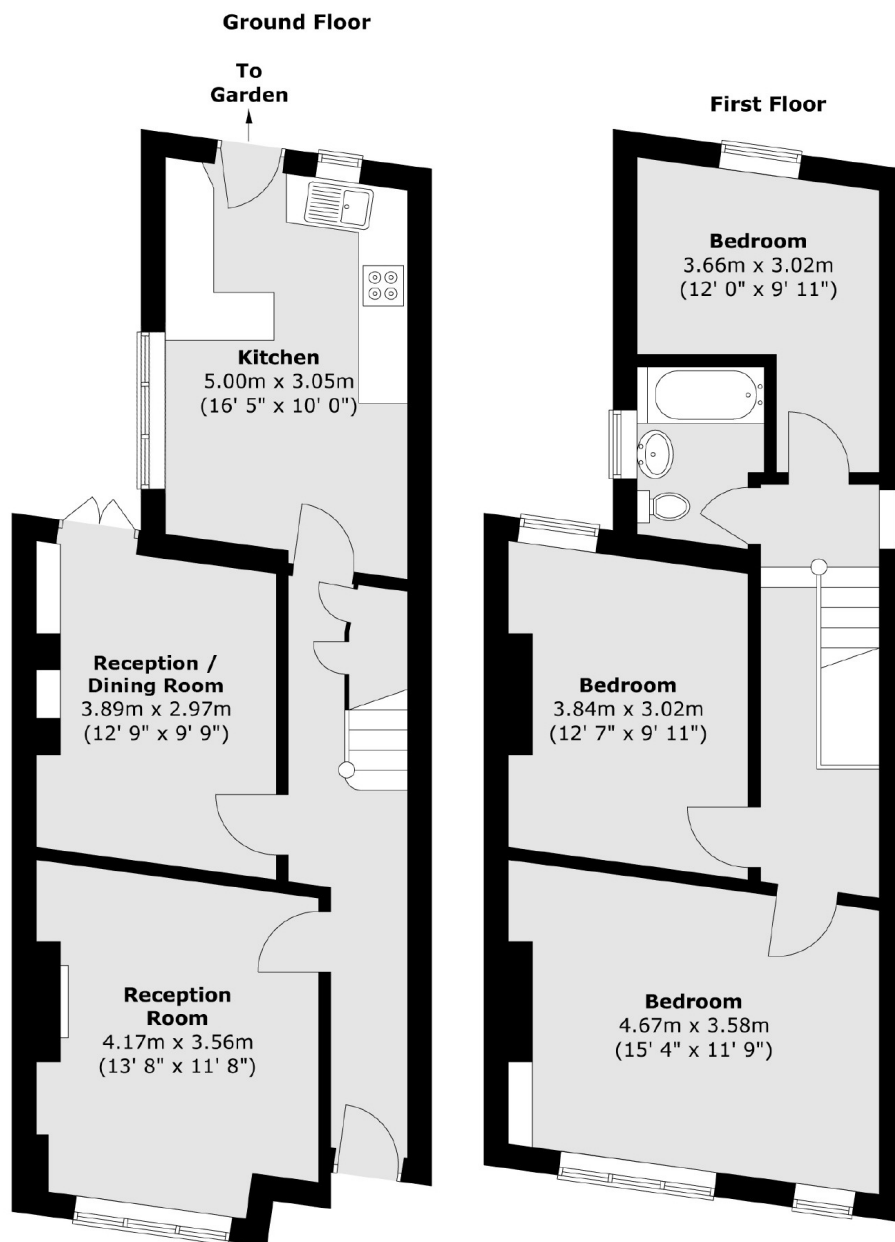 Ground Floor
To
Garden
Kitchen
5.00m x 3.05m
(16' 5" x 10' 0")
Reception /
Dining Room
3.89m x 2.97m
(12' 9" x 9' 9")
Reception
Room
4.17m x 3.56m
(13' 8" x 11' 8")
First Floor
Bedroom
3.66m x 3.02m
(12' 0" x 9' 11")
Bedroom
3.84m x 3.02m
(12' 7" x 9' 11")
Bedroom
4.67m x 3.58m
(15' 4" x 11' 9")